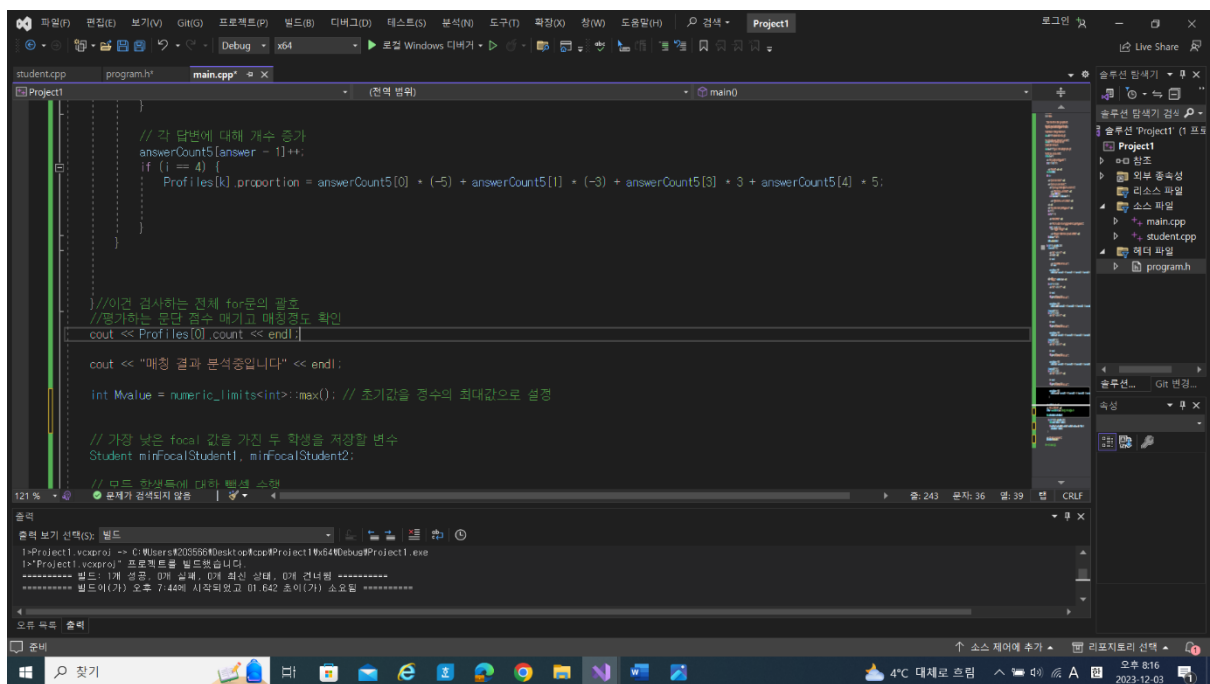 파일(F) 편집(E) 보기(V) Git(G) 프로젝트(P) 빌드(B) 디버그(D) 테스트(S) 분석(N) 도구(T) 확장(X) 창(W) 도움말(H) 검색 Project1 로그인
Debug x64 로컬 Windows 디버거 Live Share
student.cpp program.h* main.cpp*
Project1 (전역 범위) main()
}
// 각 답변에 대해 개수 증가
answerCount5[answer - 1]++;
if (i == 4) {
Profiles[k].proportion = answerCount5[0] * (-5) + answerCount5[1] * (-3) + answerCount5[3] * 3 + answerCount5[4] * 5;
}
}
}//이건 검사하는 전체 for문의 괄호
//평가하는 문단 점수 매기고 매칭경도 확인
cout << Profiles[0].count << endl;
cout << "매칭 결과 분석중입니다" << endl;
int Mvalue = numeric_limits<int>::max(); // 초기값을 정수의 최대값으로 설정
// 가장 낮은 focal 값을 가진 두 학생을 저장할 변수
Student minFocalStudent1, minFocalStudent2;
// 모든 학생들에 대한 뺄셈 수행
121 % 문제가 검색되지 않음 줄: 243 문자: 36 열: 39 탭 CRLF
솔루션 탐색기
솔루션 탐색기 검색
솔루션 'Project1' (1 프로
Project1
참조
외부 종속성
리소스 파일
소스 파일
main.cpp
student.cpp
헤더 파일
program.h
솔루션... Git 변경...
속성
출력
출력 보기 선택(S): 빌드
1>Project1.vcxproj -> C:\Users\203566\Desktop\cpp\Project1\x64\Debug\Project1.exe
1>"Project1.vcxproj" 프로젝트를 빌드했습니다.
========== 빌드: 1개 성공, 0개 실패, 0개 최신 상태, 0개 건너뜀 ==========
========== 빌드이(가) 오후 7:44에 시작되었고 01.642 초이(가) 소요됨 ==========
오류 목록 출력
준비 소스 제어에 추가 리포지토리 선택
찾기 4°C 대체로 흐림 A 오후 8:16
2023-12-03